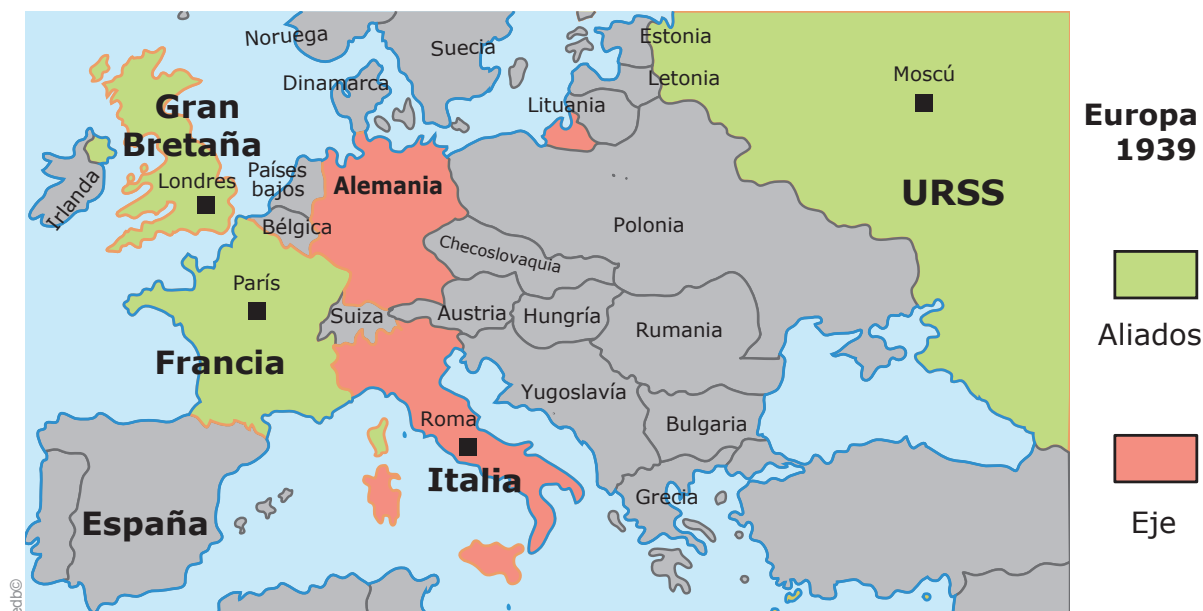 Noruega
Suecia
Estonia
Dinamarca
Letonia
Moscú
Gran
Bretaña
Lituania
Europa
1939
Países
bajos
Alemania
Londres
URSS
Irlanda
Bélgica
Polonia
Checoslovaquia
París
Suiza
Austria
Hungría
Rumania
Aliados
Francia
Yugoslavía
Roma
Bulgaria
Italia
Grecia
España
Eje
edb©